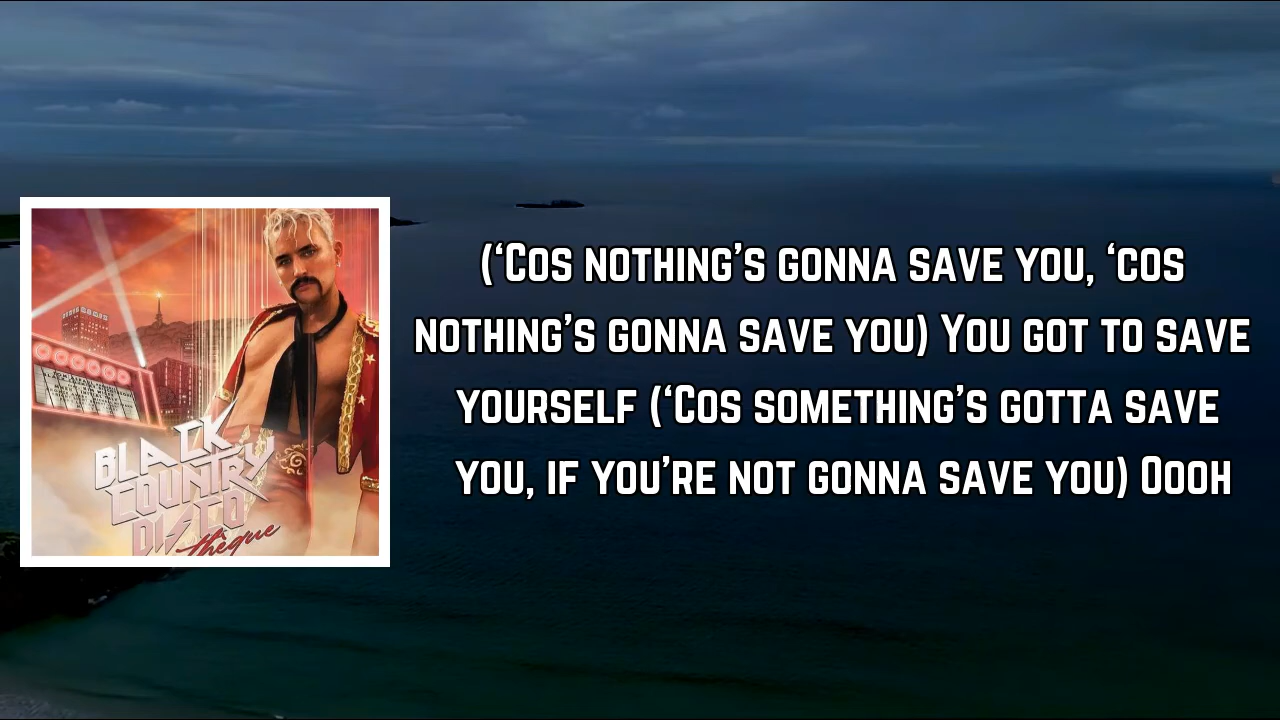 (‘Cos nothing’s gonna save you, ‘cos
nothing’s gonna save you) You got to save
yourself (‘Cos something’s gotta save
you, if you’re not gonna save you) Oooh
BLACK
COUNTRY
DISCO
thèque